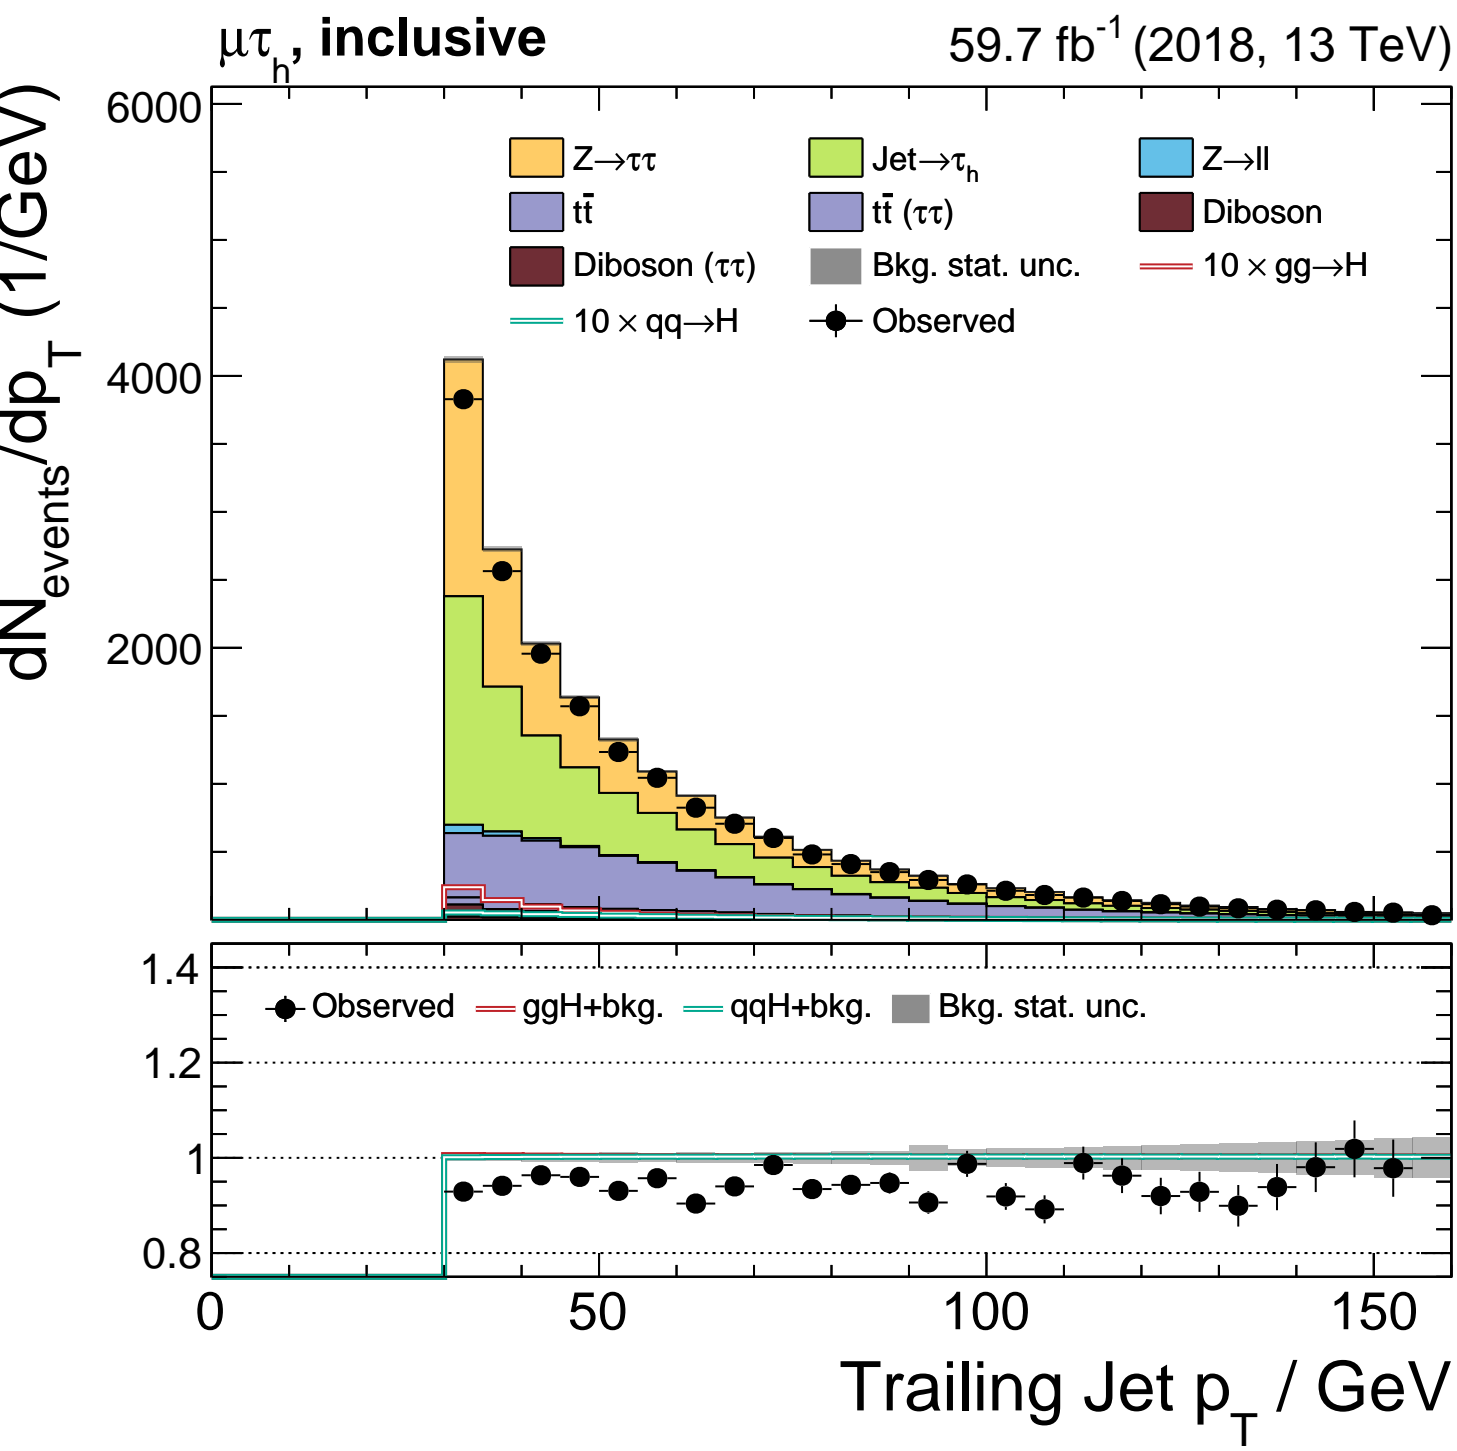 μτh, inclusive 59.7 fb-1 (2018, 13 TeV)
dNevents/dpT (1/GeV)
6000
4000
2000
Z→ττ Jet→τh Z→ll
tt̄ tt̄ (ττ) Diboson
Diboson (ττ) Bkg. stat. unc. 10 × gg→H
10 × qq→H Observed
1.4
1.2
1
0.8
Observed ggH+bkg. qqH+bkg. Bkg. stat. unc.
0 50 100 150
Trailing Jet pT / GeV